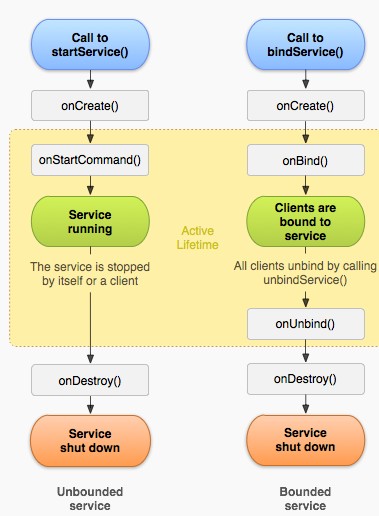 Call to
startService()
onCreate()
onStartCommand()
Service
running
The service is stopped
by itself or a client
onDestroy()
Service
shut down
Unbounded
service
Active
Lifetime
Call to
bindService()
onCreate()
onBind()
Clients are
bound to
service
All clients unbind by calling
unbindService()
onUnbind()
onDestroy()
Service
shut down
Bounded
service